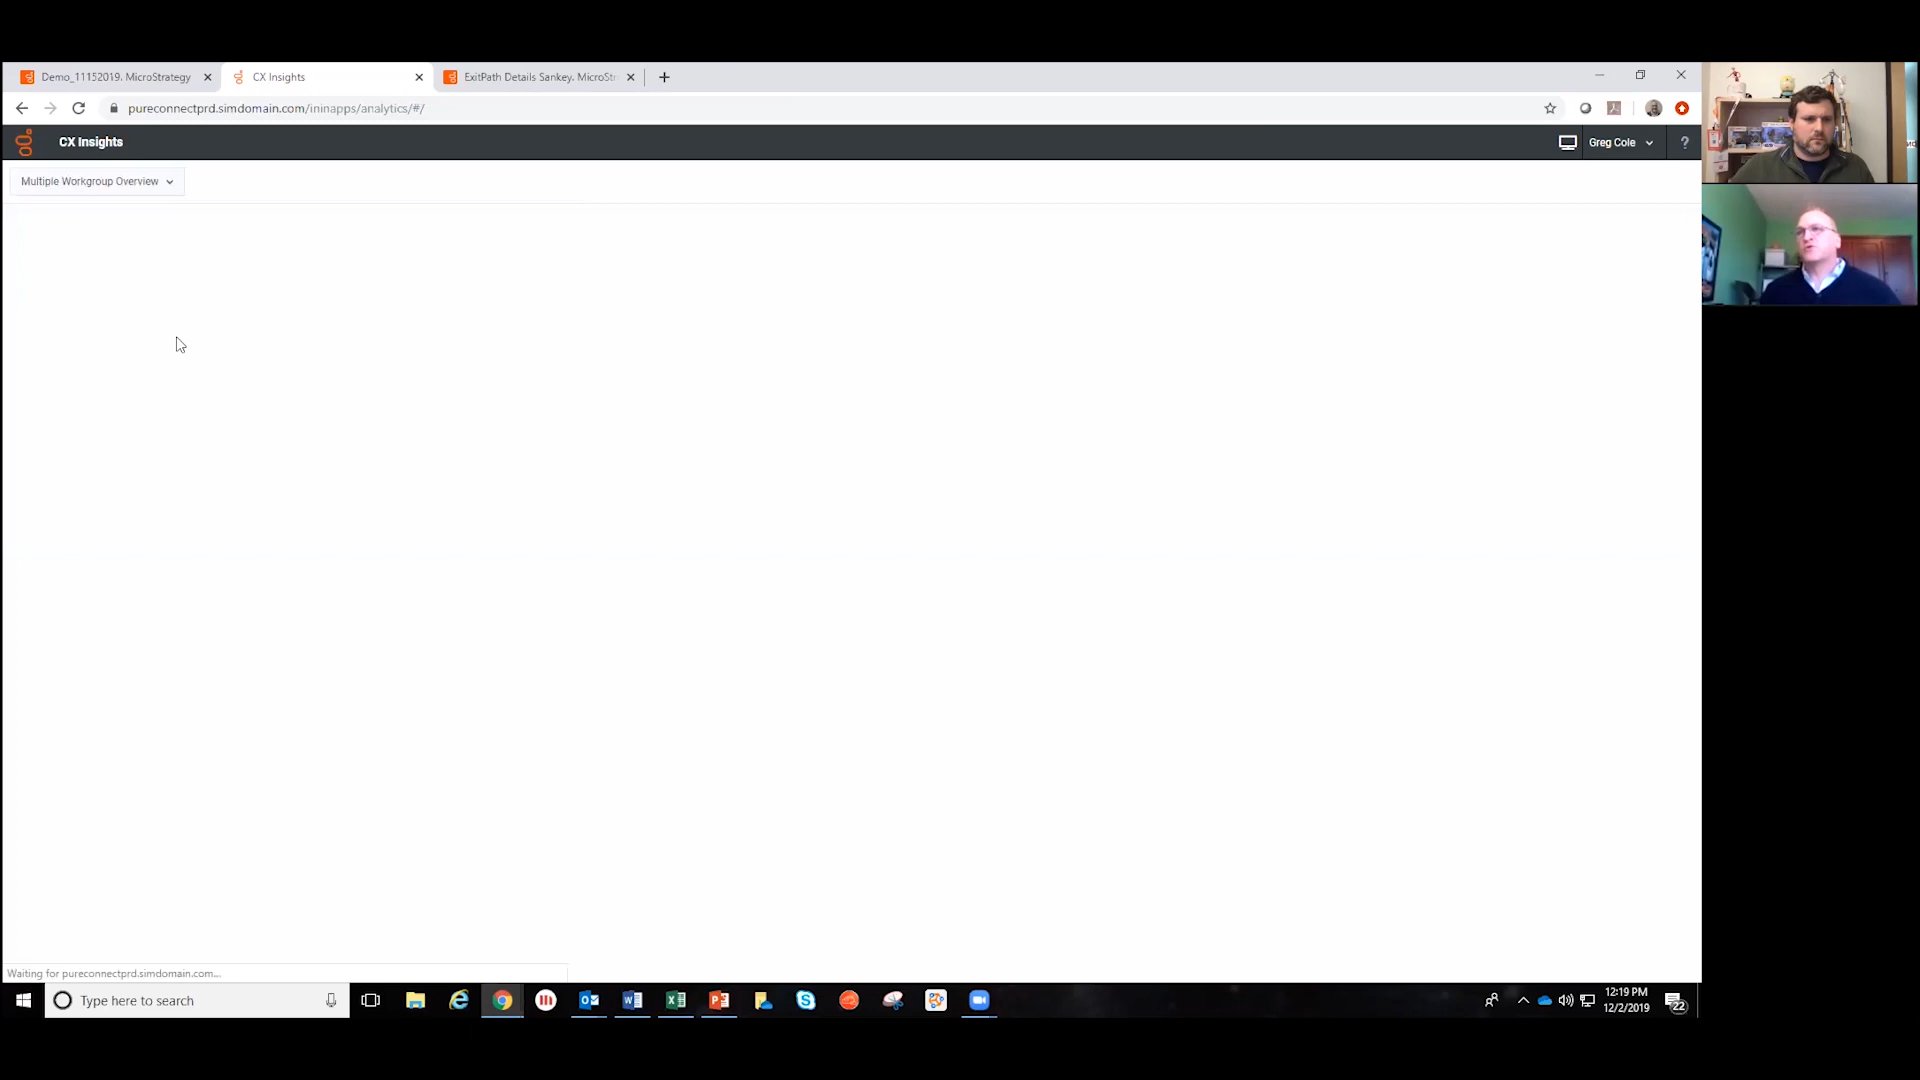 Demo_11152019. MicroStrategy
CX Insights
ExitPath Details Sankey. MicroStr
pureconnectprd.simdomain.com/ininapps/analytics/#/
CX Insights
Greg Cole
?
Multiple Workgroup Overview
Waiting for pureconnectprd.simdomain.com...
Type here to search
12:19 PM
12/2/2019
22